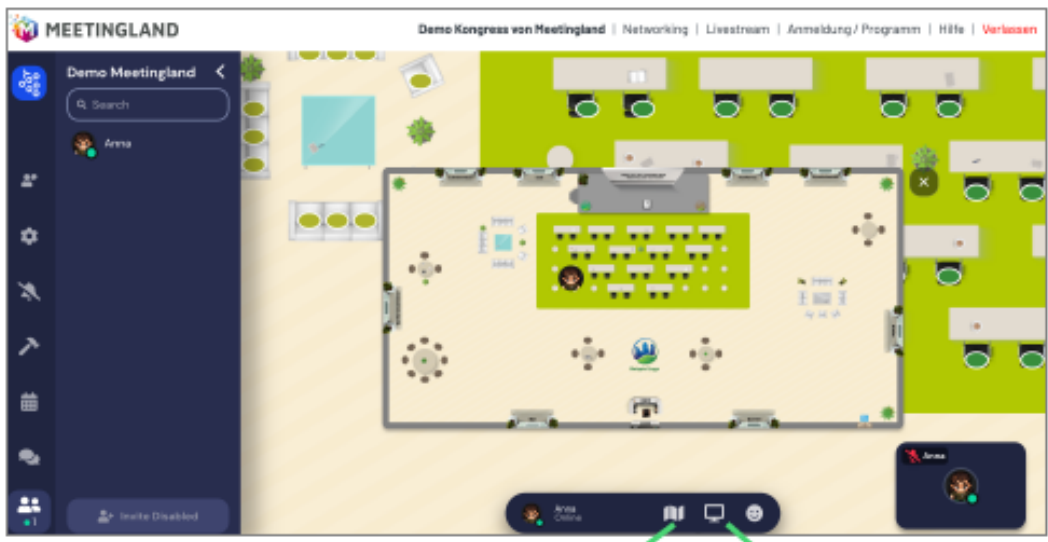 MEETINGLAND
Demo Kongress von Meetingland | Networking | Livestream | Anmeldung / Programm | Hilfe | Verlassen
Demo Meetingland
Search
Anna
Anna
Anna
Online
Invite Disabled
1